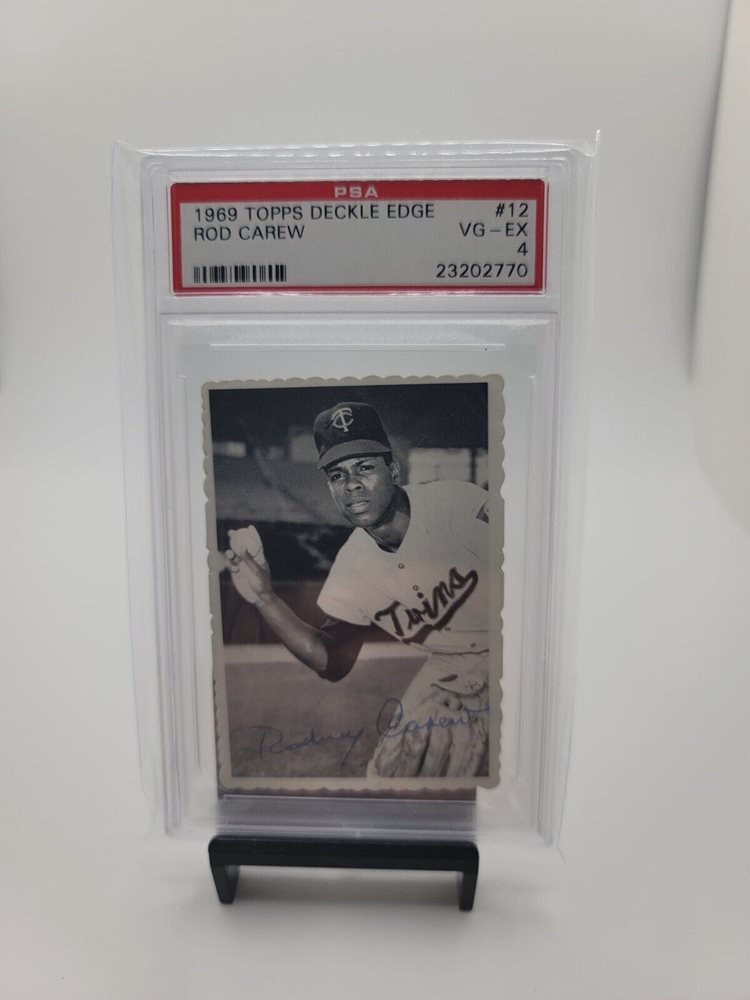 PSA
1969 TOPPS DECKLE EDGE #12
ROD CAREW VG-EX
4
23202770
TC
Twins
Rodney Carew